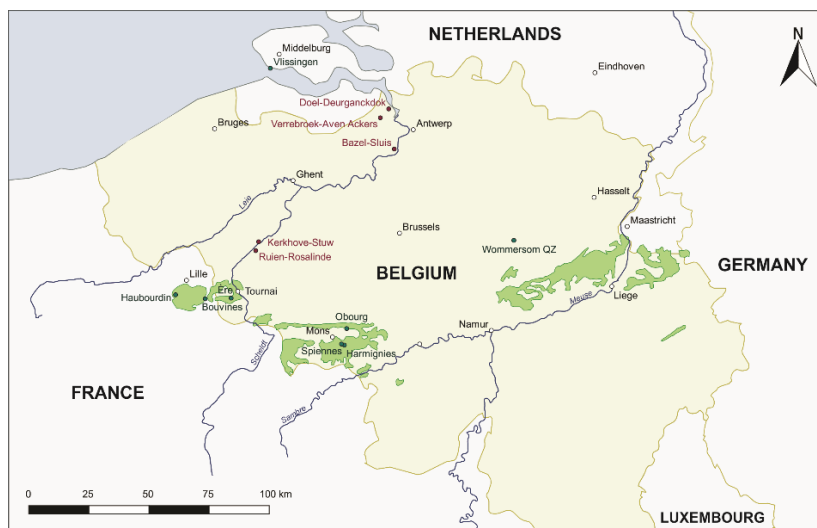 NETHERLANDS
N
Middelburg
Vlissingen
Eindhoven
Doel-Deurganckdok
Verrebroek-Aven Ackers
Bruges
Antwerp
Bazel-Sluis
Ghent
Leie
Hasselt
Maastricht
Brussels
Kerkhove-Stuw
Wommersom QZ
Ruien-Rosalinde
BELGIUM
GERMANY
Lille
Ere
Tournai
Haubourdin
Bouvines
Meuse
Liege
Obourg
Mons
Namur
Spiennes
Harmignies
Scheldt
FRANCE
Sambre
0 25 50 75 100 km
LUXEMBOURG